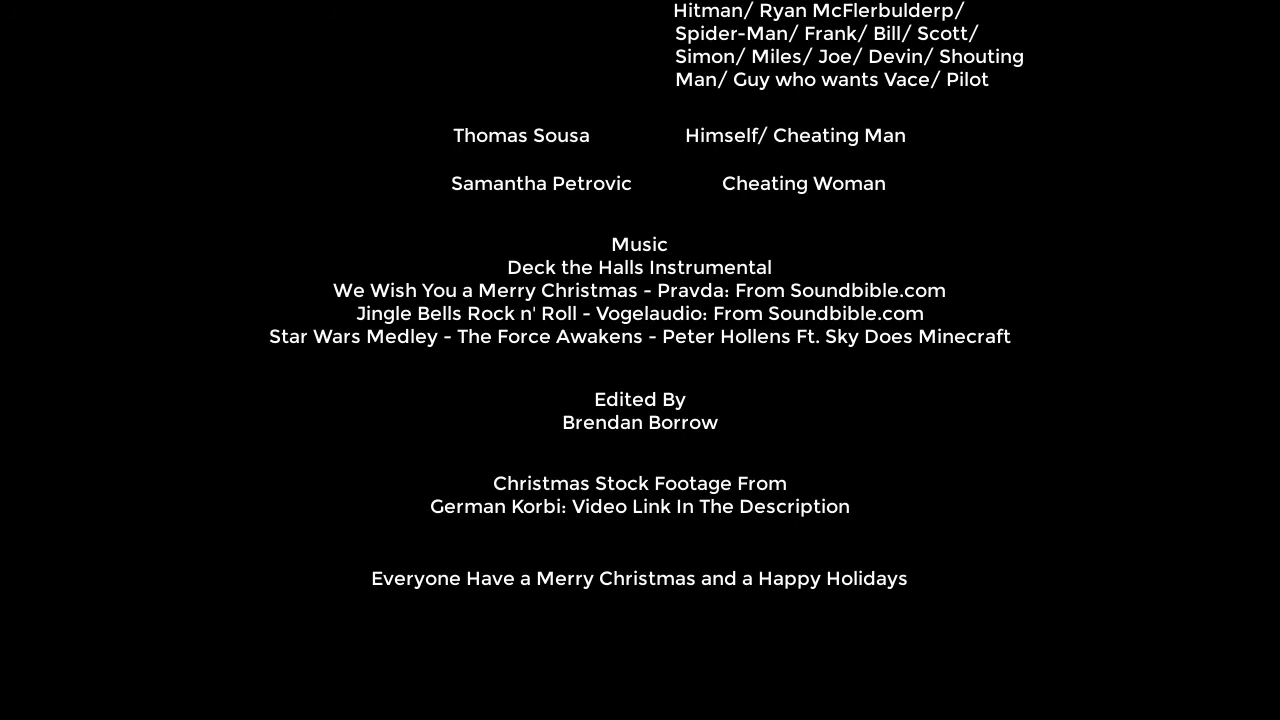 Hitman/ Ryan McFlerbulderp/
Spider-Man/ Frank/ Bill/ Scott/
Simon/ Miles/ Joe/ Devin/ Shouting
Man/ Guy who wants Vace/ Pilot
Thomas Sousa Himself/ Cheating Man
Samantha Petrovic Cheating Woman
Music
Deck the Halls Instrumental
We Wish You a Merry Christmas - Pravda: From Soundbible.com
Jingle Bells Rock n' Roll - Vogelaudio: From Soundbible.com
Star Wars Medley - The Force Awakens - Peter Hollens Ft. Sky Does Minecraft
Edited By
Brendan Borrow
Christmas Stock Footage From
German Korbi: Video Link In The Description
Everyone Have a Merry Christmas and a Happy Holidays